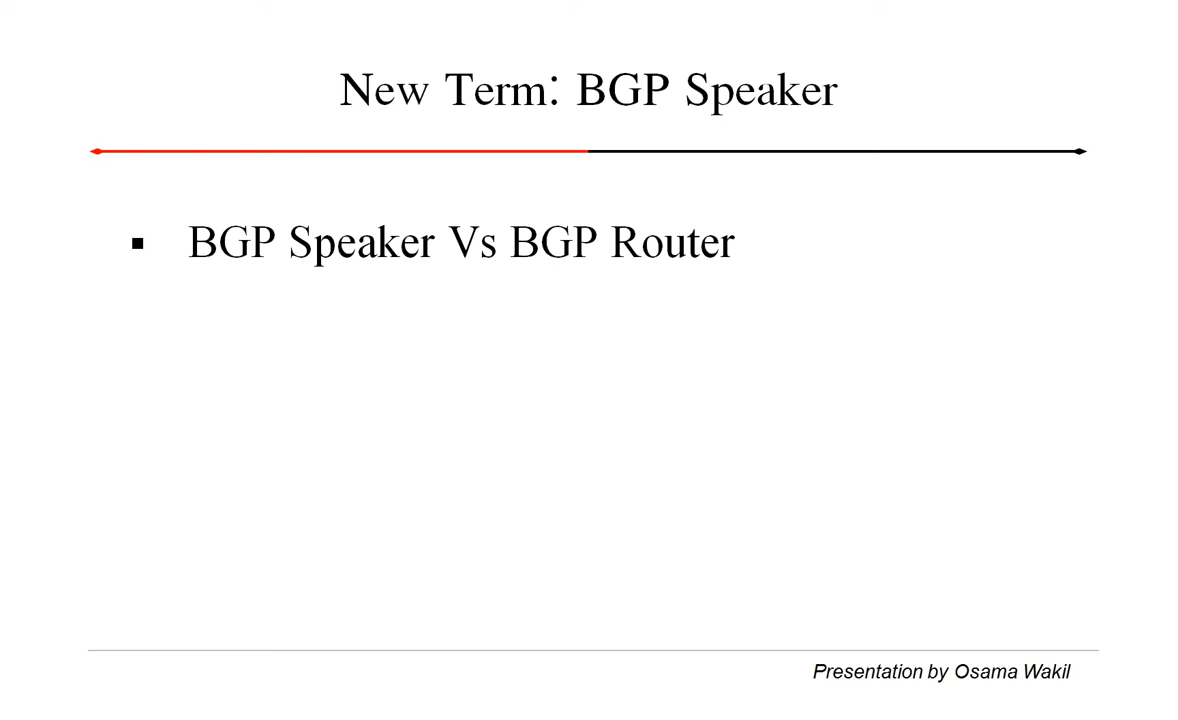 New Term: BGP Speaker
▪ BGP Speaker Vs BGP Router
Presentation by Osama Wakil